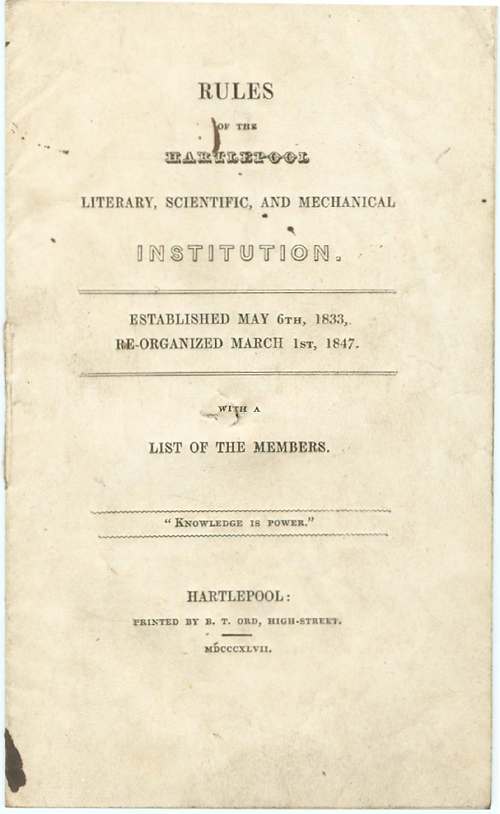 RULES
OF THE
HARTLEPOOL
LITERARY, SCIENTIFIC, AND MECHANICAL
INSTITUTION.
ESTABLISHED MAY 6TH, 1833,
RE-ORGANIZED MARCH 1ST, 1847.
WITH A
LIST OF THE MEMBERS.
"KNOWLEDGE IS POWER."
HARTLEPOOL:
PRINTED BY B. T. ORD, HIGH-STREET.
MDCCCXLVII.